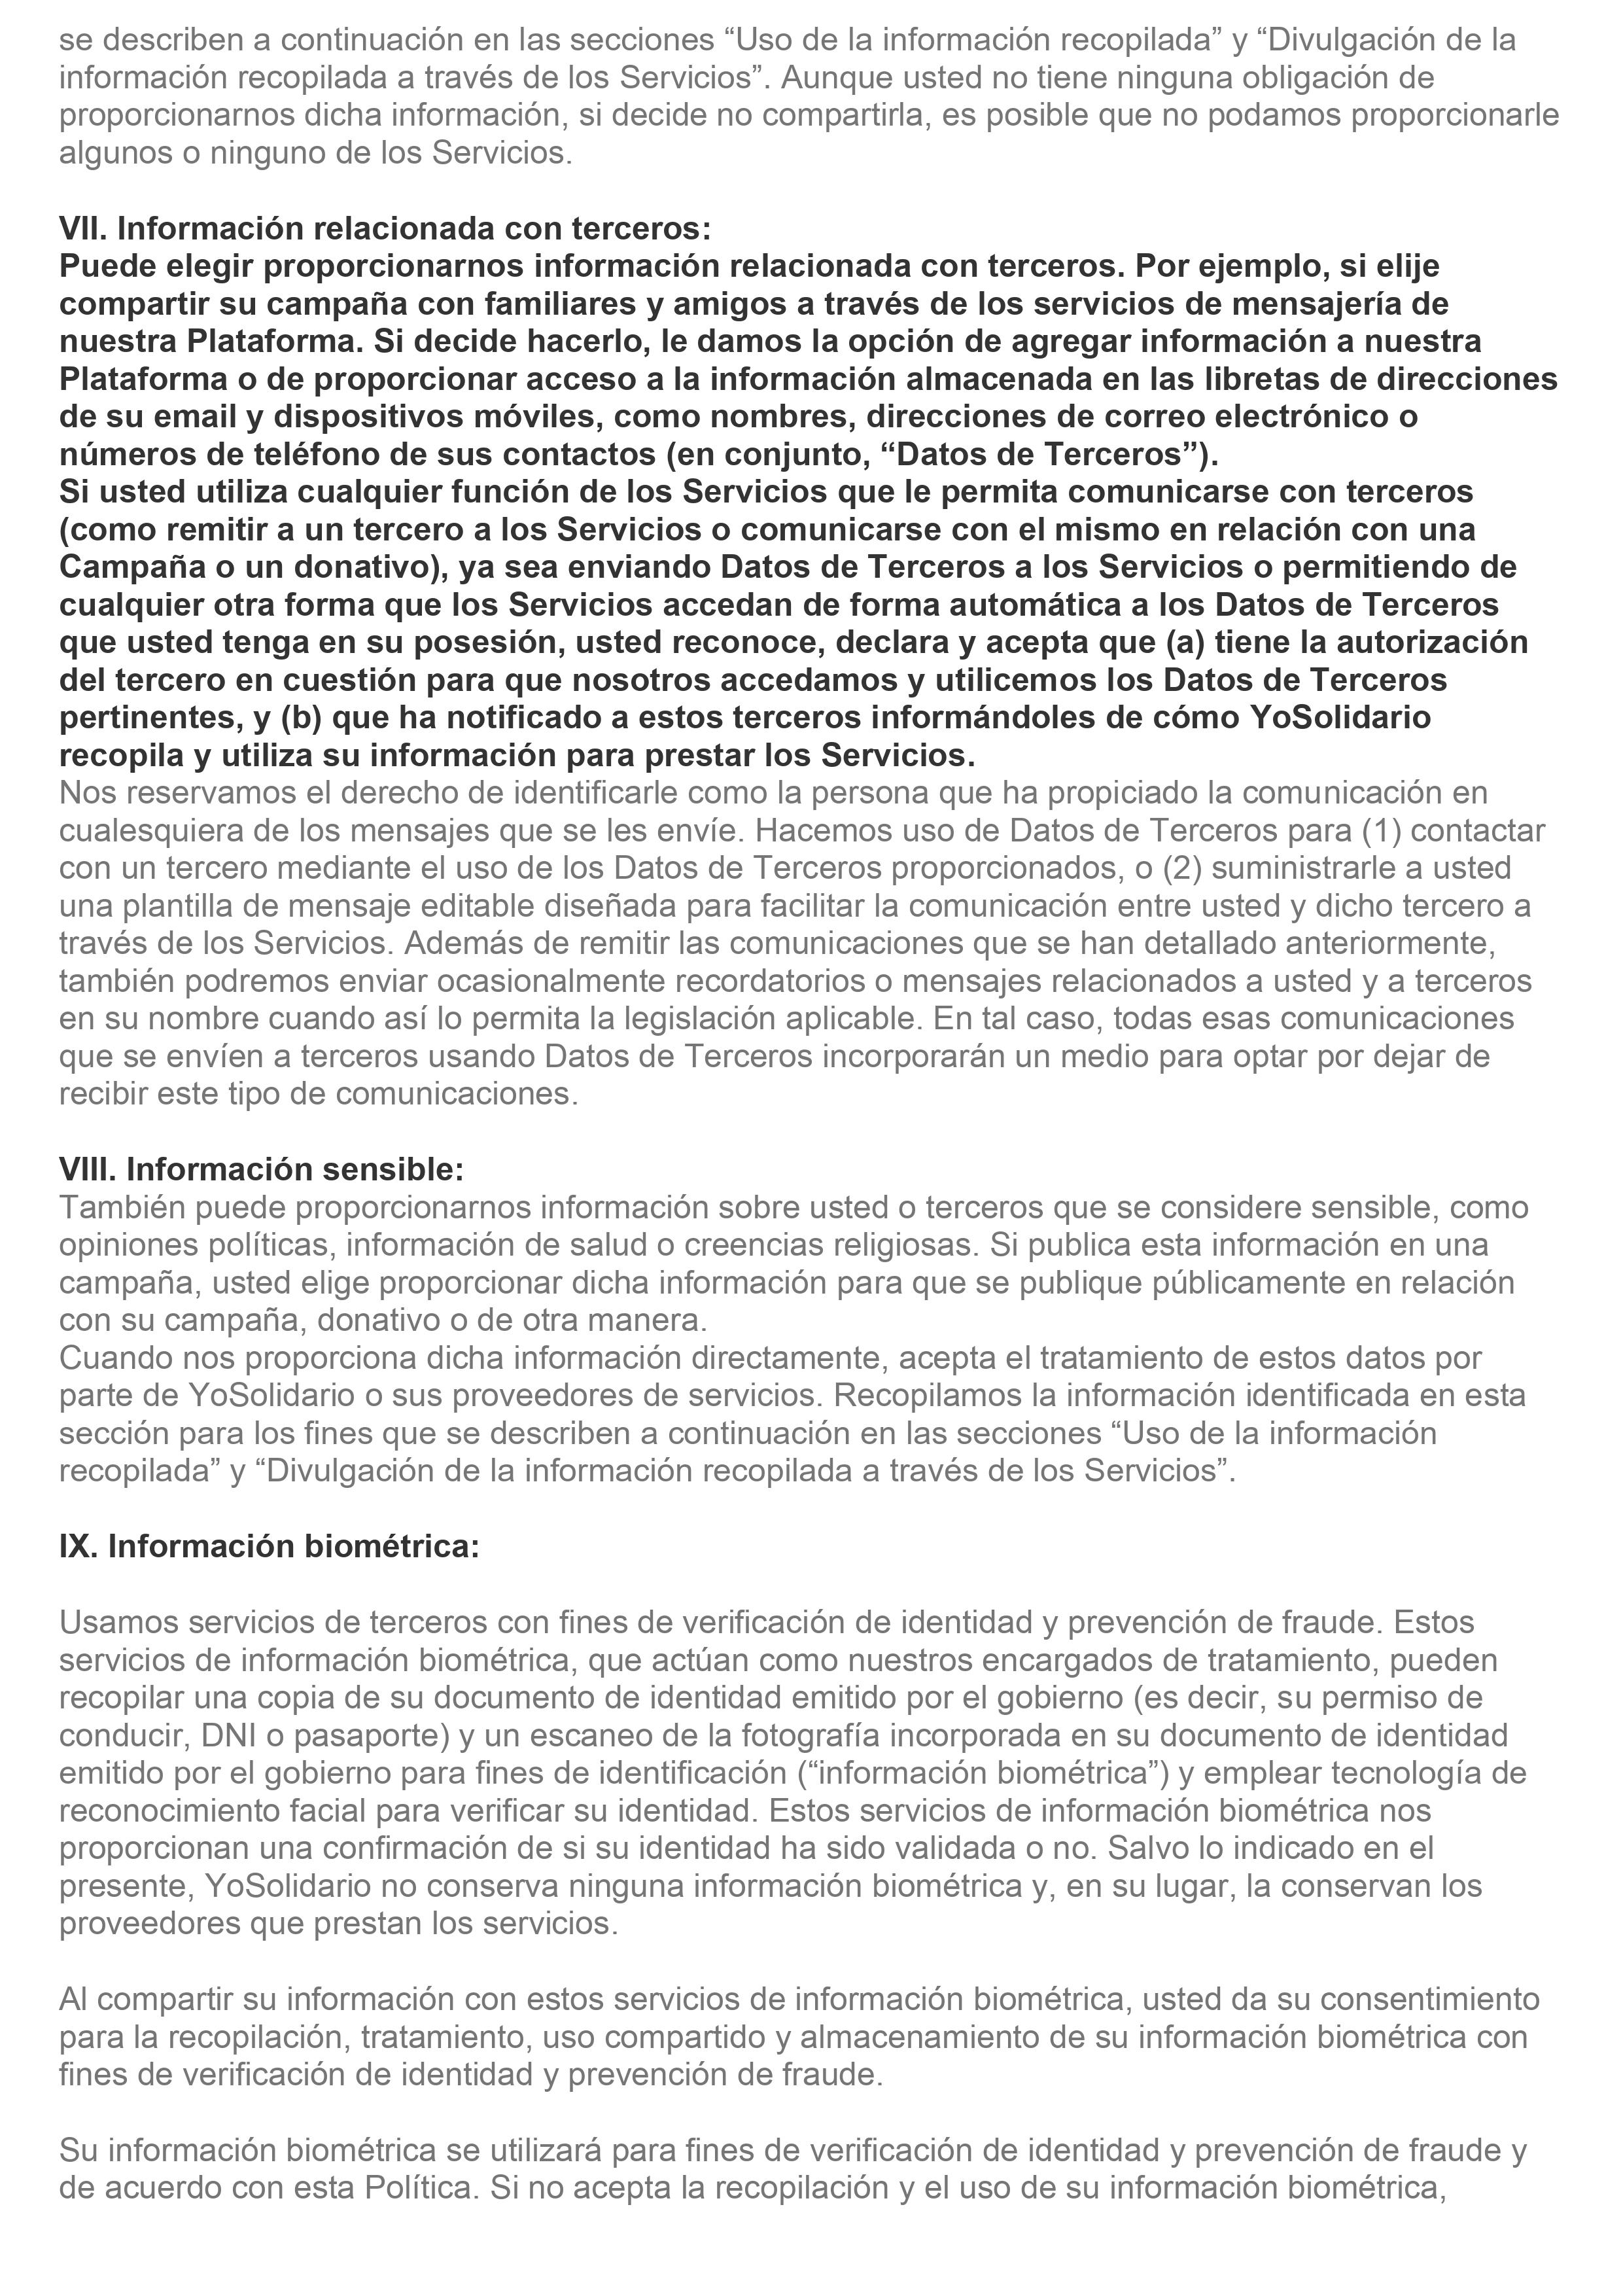 se describen a continuación en las secciones “Uso de la información recopilada” y “Divulgación de la
información recopilada a través de los Servicios”. Aunque usted no tiene ninguna obligación de
proporcionarnos dicha información, si decide no compartirla, es posible que no podamos proporcionarle
algunos o ninguno de los Servicios.
VII. Información relacionada con terceros:
Puede elegir proporcionarnos información relacionada con terceros. Por ejemplo, si elije
compartir su campaña con familiares y amigos a través de los servicios de mensajería de
nuestra Plataforma. Si decide hacerlo, le damos la opción de agregar información a nuestra
Plataforma o de proporcionar acceso a la información almacenada en las libretas de direcciones
de su email y dispositivos móviles, como nombres, direcciones de correo electrónico o
números de teléfono de sus contactos (en conjunto, “Datos de Terceros”).
Si usted utiliza cualquier función de los Servicios que le permita comunicarse con terceros
(como remitir a un tercero a los Servicios o comunicarse con el mismo en relación con una
Campaña o un donativo), ya sea enviando Datos de Terceros a los Servicios o permitiendo de
cualquier otra forma que los Servicios accedan de forma automática a los Datos de Terceros
que usted tenga en su posesión, usted reconoce, declara y acepta que (a) tiene la autorización
del tercero en cuestión para que nosotros accedamos y utilicemos los Datos de Terceros
pertinentes, y (b) que ha notificado a estos terceros informándoles de cómo YoSolidario
recopila y utiliza su información para prestar los Servicios.
Nos reservamos el derecho de identificarle como la persona que ha propiciado la comunicación en
cualesquiera de los mensajes que se les envíe. Hacemos uso de Datos de Terceros para (1) contactar
con un tercero mediante el uso de los Datos de Terceros proporcionados, o (2) suministrarle a usted
una plantilla de mensaje editable diseñada para facilitar la comunicación entre usted y dicho tercero a
través de los Servicios. Además de remitir las comunicaciones que se han detallado anteriormente,
también podremos enviar ocasionalmente recordatorios o mensajes relacionados a usted y a terceros
en su nombre cuando así lo permita la legislación aplicable. En tal caso, todas esas comunicaciones
que se envíen a terceros usando Datos de Terceros incorporarán un medio para optar por dejar de
recibir este tipo de comunicaciones.
VIII. Información sensible:
También puede proporcionarnos información sobre usted o terceros que se considere sensible, como
opiniones políticas, información de salud o creencias religiosas. Si publica esta información en una
campaña, usted elige proporcionar dicha información para que se publique públicamente en relación
con su campaña, donativo o de otra manera.
Cuando nos proporciona dicha información directamente, acepta el tratamiento de estos datos por
parte de YoSolidario o sus proveedores de servicios. Recopilamos la información identificada en esta
sección para los fines que se describen a continuación en las secciones “Uso de la información
recopilada” y “Divulgación de la información recopilada a través de los Servicios”.
IX. Información biométrica:
Usamos servicios de terceros con fines de verificación de identidad y prevención de fraude. Estos
servicios de información biométrica, que actúan como nuestros encargados de tratamiento, pueden
recopilar una copia de su documento de identidad emitido por el gobierno (es decir, su permiso de
conducir, DNI o pasaporte) y un escaneo de la fotografía incorporada en su documento de identidad
emitido por el gobierno para fines de identificación (“información biométrica”) y emplear tecnología de
reconocimiento facial para verificar su identidad. Estos servicios de información biométrica nos
proporcionan una confirmación de si su identidad ha sido validada o no. Salvo lo indicado en el
presente, YoSolidario no conserva ninguna información biométrica y, en su lugar, la conservan los
proveedores que prestan los servicios.
Al compartir su información con estos servicios de información biométrica, usted da su consentimiento
para la recopilación, tratamiento, uso compartido y almacenamiento de su información biométrica con
fines de verificación de identidad y prevención de fraude.
Su información biométrica se utilizará para fines de verificación de identidad y prevención de fraude y
de acuerdo con esta Política. Si no acepta la recopilación y el uso de su información biométrica,